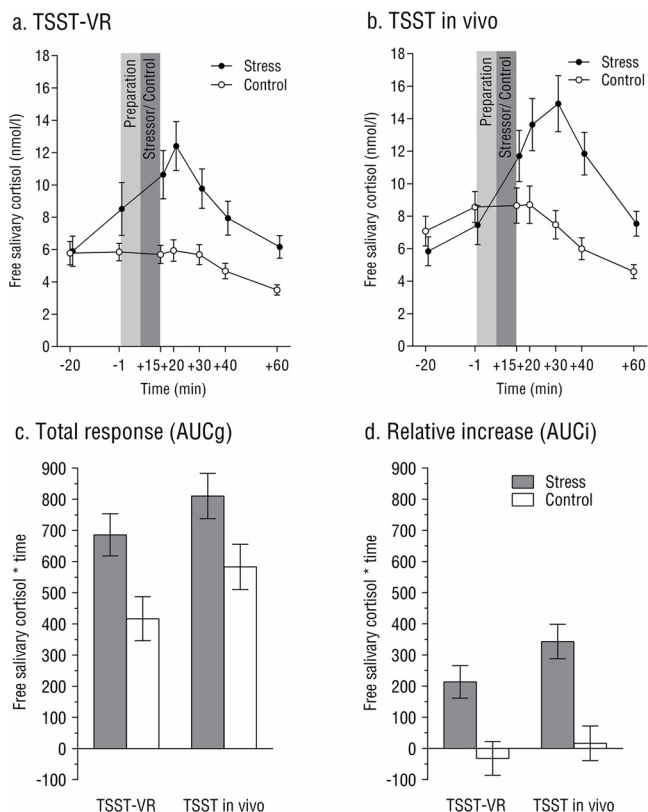 a. TSST-VR
Free salivary cortisol (nmol/l)
18
16
14
12
10
8
6
4
2
0
Preparation
Stressor/ Control
Stress
Control
-20
-1
+15
+20
+30
+40
+60
Time (min)
b. TSST in vivo
Free salivary cortisol (nmol/l)
18
16
14
12
10
8
6
4
2
0
Preparation
Stressor/ Control
Stress
Control
-20
-1
+15
+20
+30
+40
+60
Time (min)
c. Total response (AUCg)
Free salivary cortisol * time
900
800
700
600
500
400
300
200
100
0
-100
TSST-VR
TSST in vivo
d. Relative increase (AUCi)
Free salivary cortisol * time
900
800
700
600
500
400
300
200
100
0
-100
Stress
Control
TSST-VR
TSST in vivo